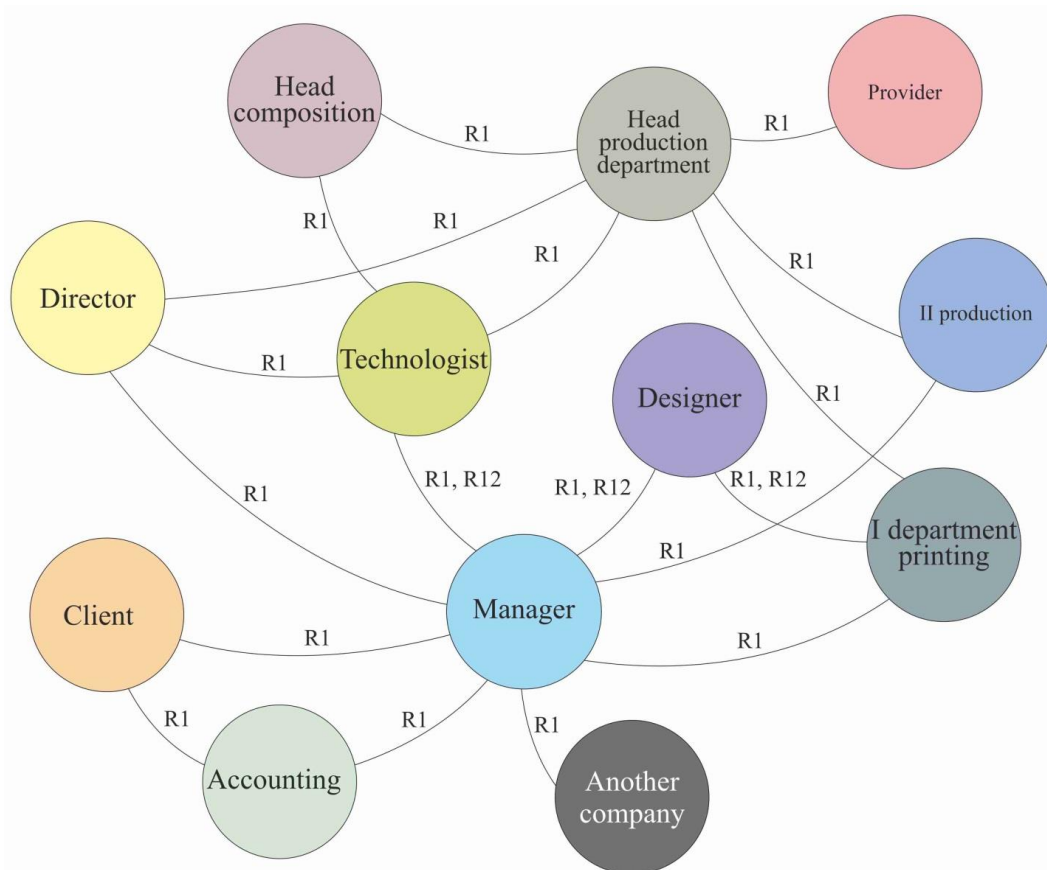 Head
composition
Head
production
department
Provider
R1
R1
R1
R1
R1
R1
Director
II production
Technologist
R1
Designer
R1
R1, R12
R1, R12
R1, R12
R1
I department
printing
R1
Client
Manager
R1
R1
R1
R1
R1
Accounting
Another
company